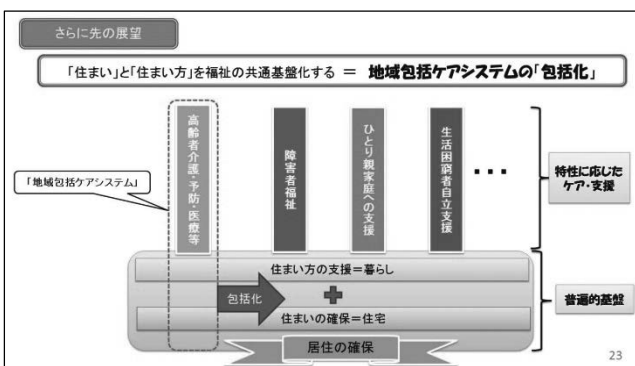 さらに先の展望
「住まい」と「住まい方」を福祉の共通基盤化する = 地域包括ケアシステムの「包括化」
高齢者介護・予防・医療等
障害者福祉
ひとり親家庭への支援
生活困窮者自立支援
・・・
特性に応じた
ケア・支援
「地域包括ケアシステム」
住まい方の支援=暮らし
包括化
+
住まいの確保=住宅
普遍的基盤
居住の確保
23